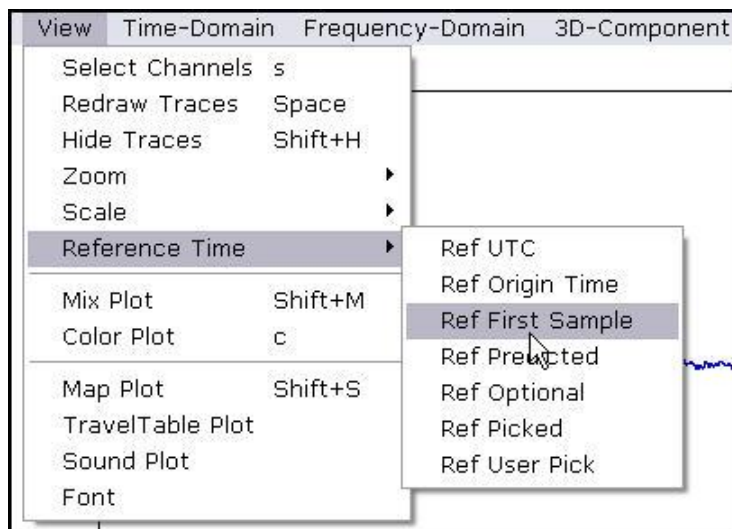 View Time-Domain Frequency-Domain 3D-Component
Select Channels s
Redraw Traces Space
Hide Traces Shift+H
Zoom
Scale
Reference Time
Mix Plot Shift+M
Color Plot c
Map Plot Shift+S
TravelTable Plot
Sound Plot
Font
Ref UTC
Ref Origin Time
Ref First Sample
Ref Predicted
Ref Optional
Ref Picked
Ref User Pick